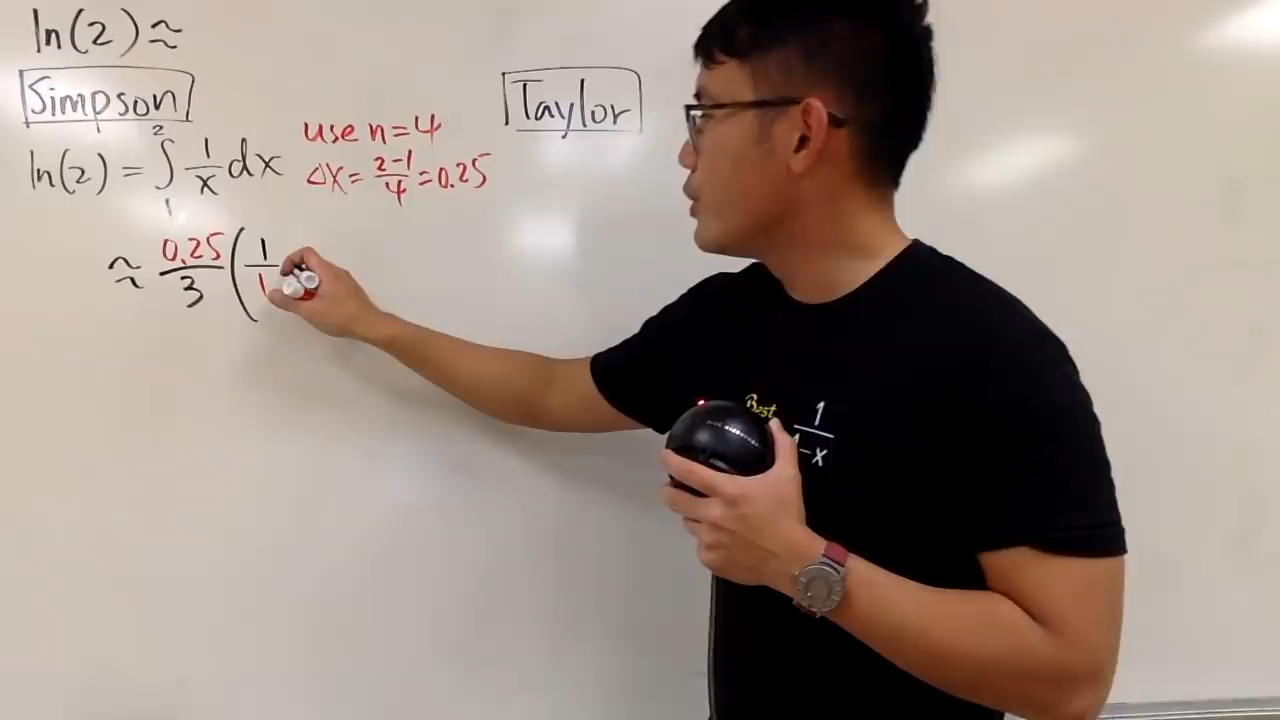 ln(2) ≈
Simpson
ln(2) = ∫₁² 1/x dx
use n=4
Δx = (2-1)/4 = 0.25
≈ 0.25/3 (1/1
Taylor
Best
1/(1-x)